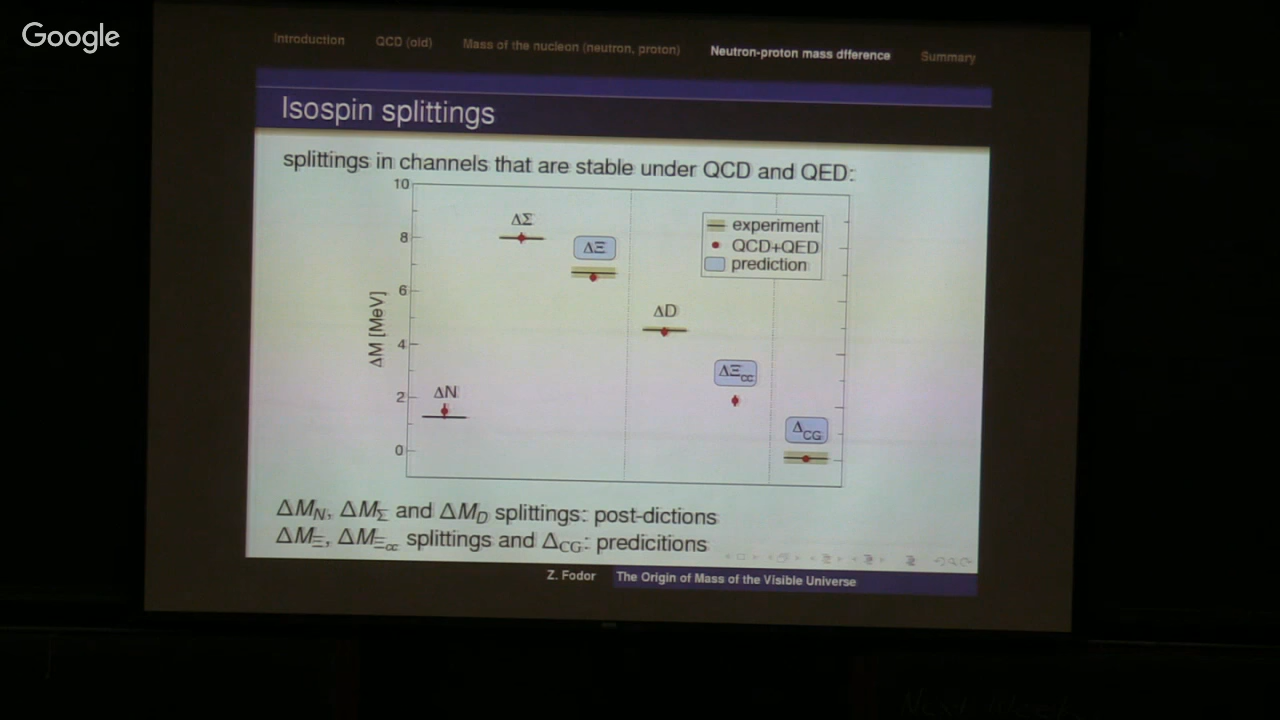 Google
Introduction QCD (old) Mass of the nucleon (neutron, proton) Neutron-proton mass dfference Summary
Isospin splittings
splittings in channels that are stable under QCD and QED:
10
8
6
4
2
0
ΔM [MeV]
ΔN
ΔΣ
ΔΞ
ΔD
ΔΞcc
ΔCG
experiment
QCD+QED
prediction
ΔMN, ΔMΣ and ΔMD splittings: post-dictions
ΔMΞ, ΔMΞcc splittings and ΔCG: predicitions
Z. Fodor The Origin of Mass of the Visible Universe